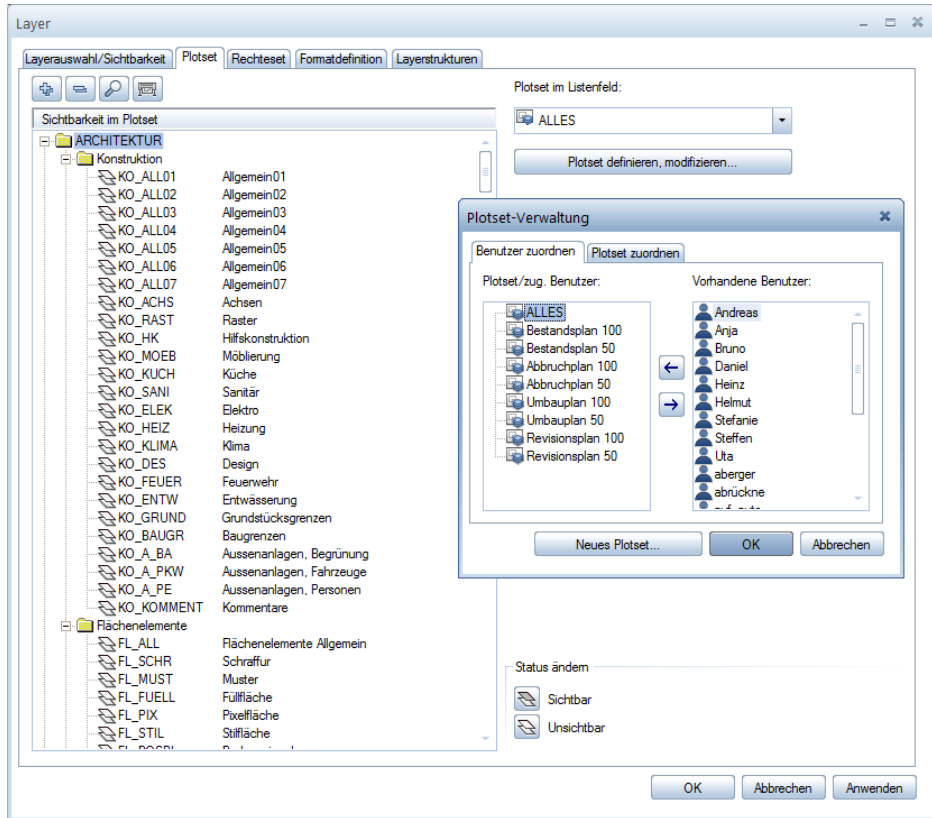 Layer
Layerauswahl/Sichtbarkeit Plotset Rechteset Formatdefinition Layerstrukturen
Sichtbarkeit im Plotset
ARCHITEKTUR
Konstruktion
KO_ALL01 Allgemein01
KO_ALL02 Allgemein02
KO_ALL03 Allgemein03
KO_ALL04 Allgemein04
KO_ALL05 Allgemein05
KO_ALL06 Allgemein06
KO_ALL07 Allgemein07
KO_ACHS Achsen
KO_RAST Raster
KO_HK Hilfskonstruktion
KO_MOEB Möblierung
KO_KUCH Küche
KO_SANI Sanitär
KO_ELEK Elektro
KO_HEIZ Heizung
KO_KLIMA Klima
KO_DES Design
KO_FEUER Feuerwehr
KO_ENTW Entwässerung
KO_GRUND Grundstücksgrenzen
KO_BAUGR Baugrenzen
KO_A_BA Aussenanlagen, Begrünung
KO_A_PKW Aussenanlagen, Fahrzeuge
KO_A_PE Aussenanlagen, Personen
KO_KOMMENT Kommentare
Flächenelemente
FL_ALL Flächenelemente Allgemein
FL_SCHR Schraffur
FL_MUST Muster
FL_FUELL Füllfläche
FL_PIX Pixelfläche
FL_STIL Stilfläche
Plotset im Listenfeld:
ALLES
Plotset definieren, modifizieren...
Plotset-Verwaltung
Benutzer zuordnen Plotset zuordnen
Plotset/zug. Benutzer:
ALLES
Bestandsplan 100
Bestandsplan 50
Abbruchplan 100
Abbruchplan 50
Umbauplan 100
Umbauplan 50
Revisionsplan 100
Revisionsplan 50
Vorhandene Benutzer:
Andreas
Anja
Bruno
Daniel
Heinz
Helmut
Stefanie
Steffen
Uta
aberger
abrückne
Neues Plotset... OK Abbrechen
Status ändern
Sichtbar
Unsichtbar
OK Abbrechen Anwenden